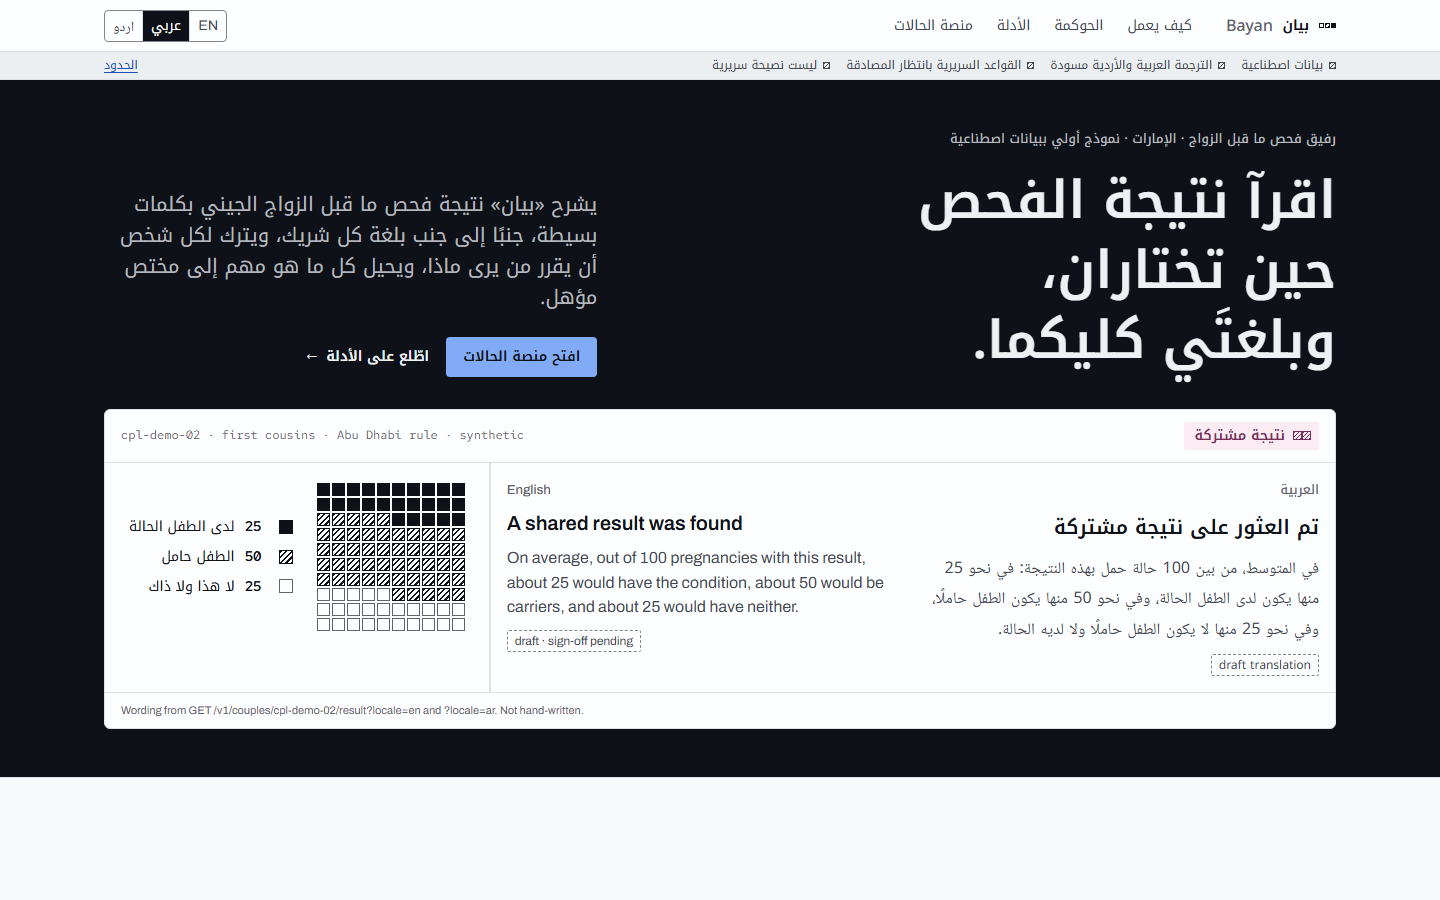 بيان Bayan
كيف يعمل
الحوكمة
الأدلة
منصة الحالات
EN
عربي
اردو
بيانات اصطناعية
الترجمة العربية والأردية مسودة
القواعد السريرية بانتظار المصادقة
ليست نصيحة سريرية
الحدود
رفيق فحص ما قبل الزواج · الإمارات · نموذج أولي ببيانات اصطناعية
اقرآ نتيجة الفحص
حين تختاران،
وبلغتَي كليكما.
يشرح «بيان» نتيجة فحص ما قبل الزواج الجيني بكلمات
بسيطة، جنبًا إلى جنب بلغة كل شريك، ويترك لكل شخص
أن يقرر من يرى ماذا، ويحيل كل ما هو مهم إلى مختص
مؤهل.
افتح منصة الحالات
اطّلع على الأدلة ←
نتيجة مشتركة
cpl-demo-02 · first cousins · Abu Dhabi rule · synthetic
العربية
تم العثور على نتيجة مشتركة
في المتوسط، من بين 100 حالة حمل بهذه النتيجة: في نحو 25
منها يكون لدى الطفل الحالة، وفي نحو 50 منها يكون الطفل حاملًا،
وفي نحو 25 منها لا يكون الطفل حاملًا ولا لديه الحالة.
draft translation
English
A shared result was found
On average, out of 100 pregnancies with this result,
about 25 would have the condition, about 50 would be
carriers, and about 25 would have neither.
draft · sign-off pending
25 لدى الطفل الحالة
50 الطفل حامل
25 لا هذا ولا ذاك
Wording from GET /v1/couples/cpl-demo-02/result?locale=en and ?locale=ar. Not hand-written.